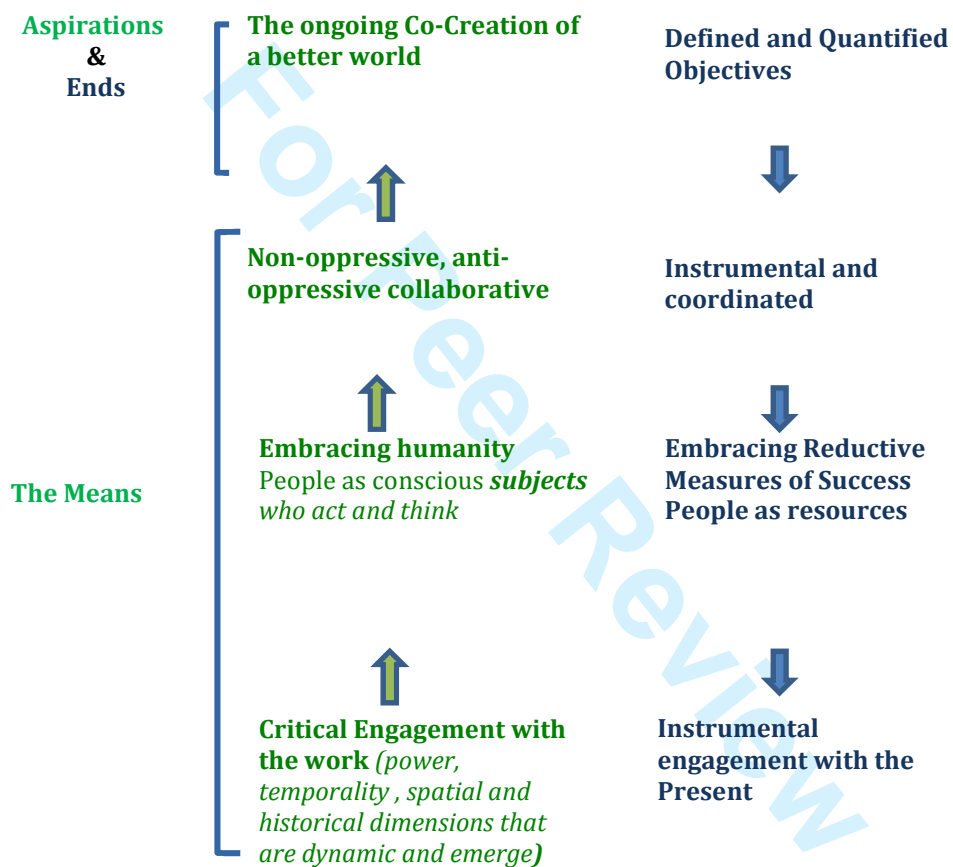 Aspirations
&
Ends
The ongoing Co-Creation of
a better world
Defined and Quantified
Objectives
Non-oppressive, anti-
oppressive collaborative
Instrumental and
coordinated
The Means
Embracing humanity
People as conscious subjects
who act and think
Embracing Reductive
Measures of Success
People as resources
Critical Engagement with
the work (power,
temporality , spatial and
historical dimensions that
are dynamic and emerge)
Instrumental
engagement with the
Present
For Peer Review